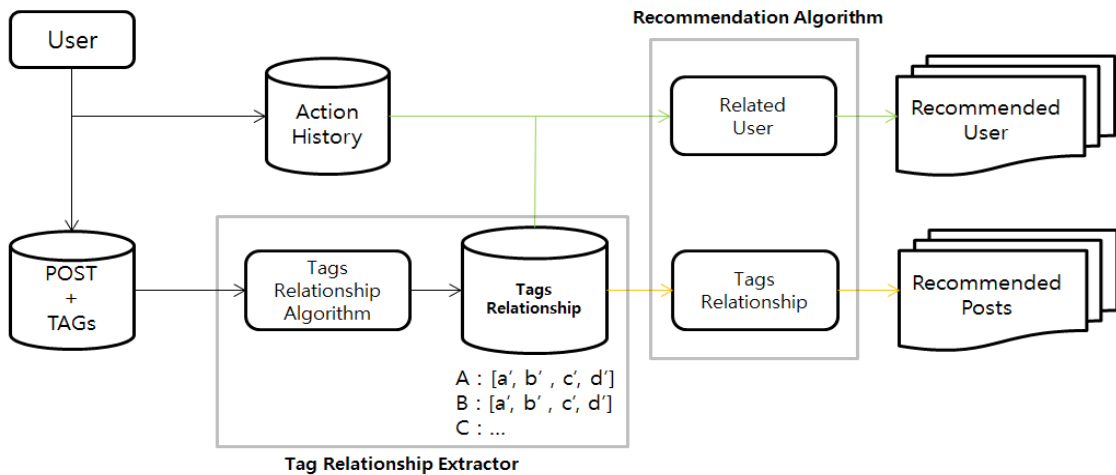 Recommendation Algorithm
User
Action
History
Related
User
Recommended
User
POST
+
TAGs
Tags
Relationship
Algorithm
Tags
Relationship
Tags
Relationship
Recommended
Posts
A : [a’, b’ , c’, d’]
B : [a’, b’ , c’, d’]
C : ...
Tag Relationship Extractor